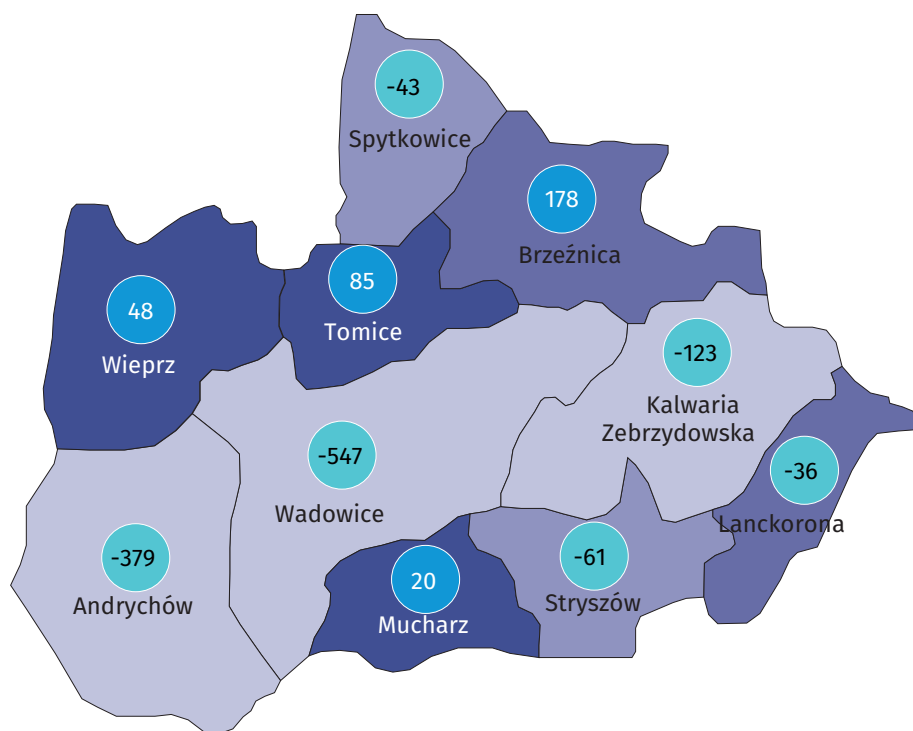 -43
Spytkowice
178
Brzeźnica
85
Tomice
48
Wieprz
-123
Kalwaria
Zebrzydowska
-547
Wadowice
-36
Lanckorona
-379
Andrychów
20
Mucharz
-61
Stryszów